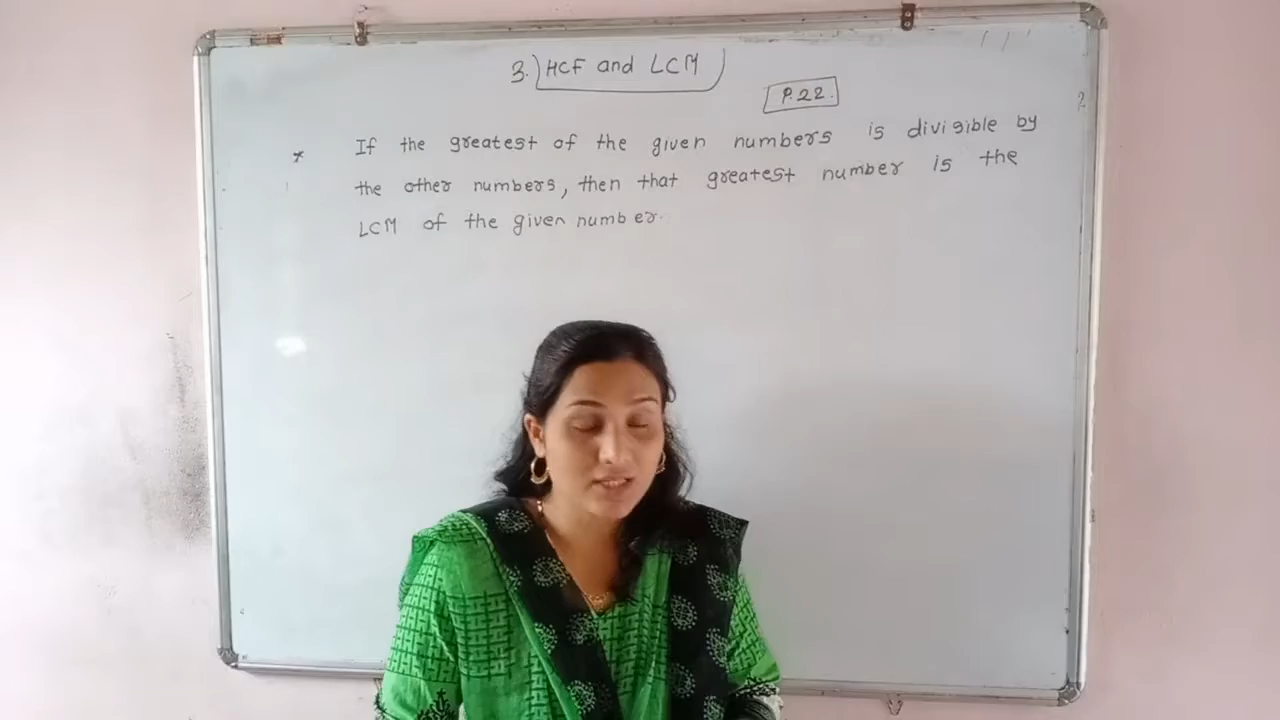 3. HCF and LCM
P.22.
* If the greatest of the given numbers is divisible by
the other numbers, then that greatest number is the
LCM of the given number.